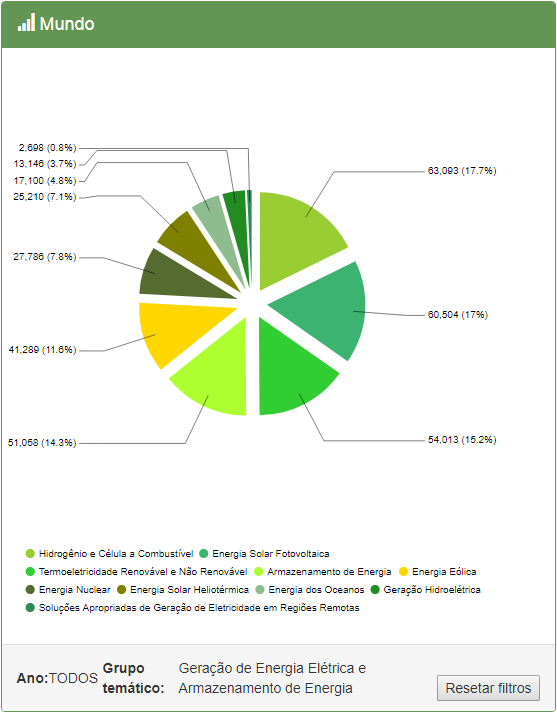 Mundo
2,698 (0.8%)
13,146 (3.7%)
17,100 (4.8%)
25,210 (7.1%)
27,786 (7.8%)
41,289 (11.6%)
51,058 (14.3%)
63,093 (17.7%)
60,504 (17%)
54,013 (15.2%)
Hidrogênio e Célula a Combustível Energia Solar Fotovoltaica
Termoeletricidade Renovável e Não Renovável Armazenamento de Energia Energia Eólica
Energia Nuclear Energia Solar Heliotérmica Energia dos Oceanos Geração Hidroelétrica
Soluções Apropriadas de Geração de Eletricidade em Regiões Remotas
Ano:TODOS Grupo temático: Geração de Energia Elétrica e Armazenamento de Energia
Resetar filtros